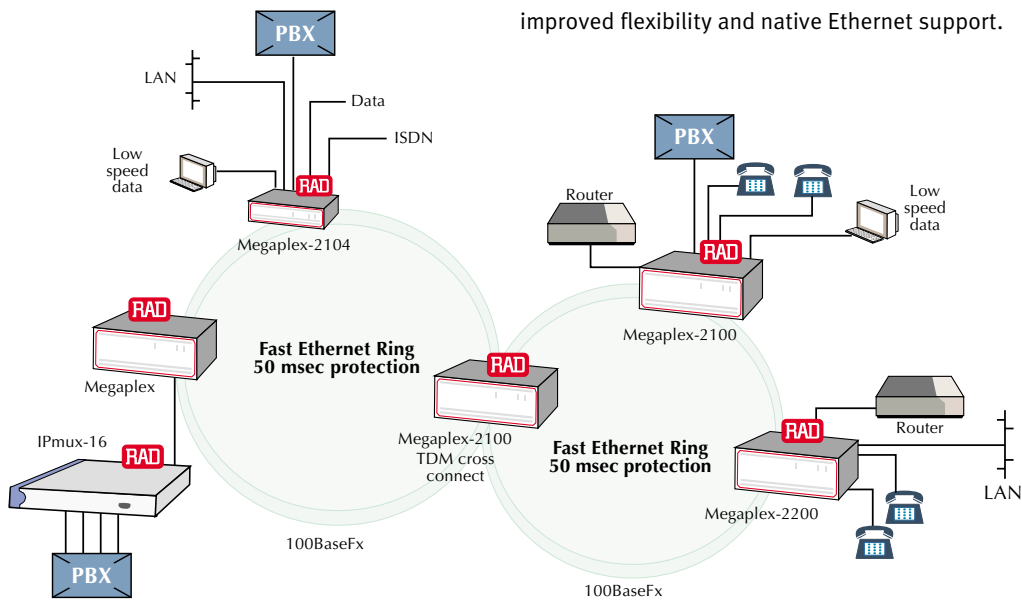 improved flexibility and native Ethernet support.
PBX
LAN
Data
ISDN
Low
speed
data
RAD
Megaplex-2104
PBX
Router
Low
speed
data
RAD
Megaplex-2100
RAD
Megaplex
Fast Ethernet Ring
50 msec protection
RAD
Megaplex-2100
TDM cross
connect
Fast Ethernet Ring
50 msec protection
Router
RAD
LAN
Megaplex-2200
IPmux-16
RAD
PBX
100BaseFx
100BaseFx